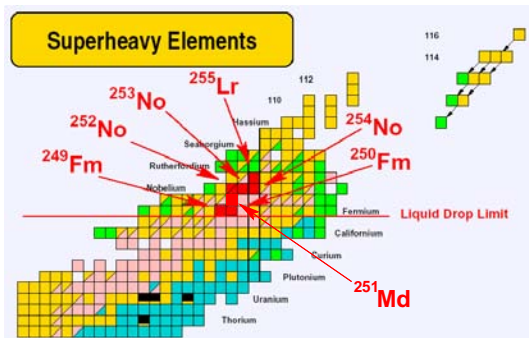 Superheavy Elements
116
114
112
110
255Lr
253No
Hassium
254No
252No
Seaborgium
250Fm
249Fm
Rutherfordium
Nobelium
Fermium
Liquid Drop Limit
Californium
Curium
Plutonium
251Md
Uranium
Thorium